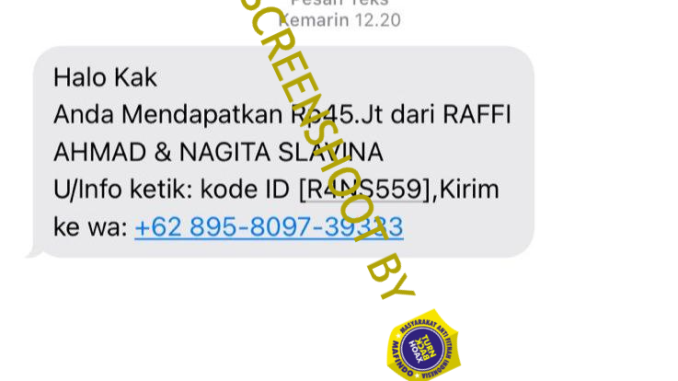 Pesan Teks
Kemarin 12.20
Halo Kak
Anda Mendapatkan Rp45.Jt dari RAFFI
AHMAD & NAGITA SLAVINA
U/Info ketik: kode ID [R4NS559],Kirim
ke wa: +62 895-8097-39333
SCREENSHOOT BY
MASYARAKAT ANTI FITNAH INDONESIA
TURN
BACK
HOAX
MAFINDO